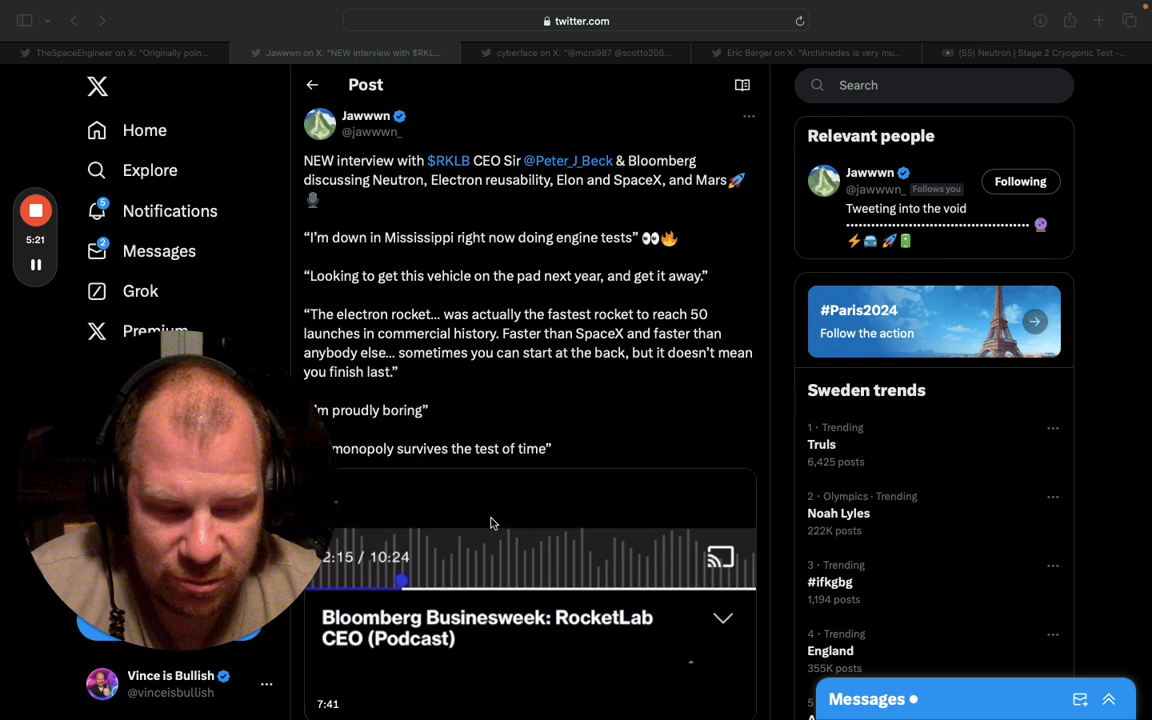 twitter.com
TheSpaceEngineer on X: "Originally poin...
Jawwwn on X: "NEW interview with $RKL...
cyberface on X: "@mcrs987 @scotto205...
Eric Berger on X: "Archimedes is very mu...
(55) Neutron | Stage 2 Cryogenic Test -...
Home
Explore
5
Notifications
2
Messages
Grok
Premium
5:21
Vince is Bullish
@vinceisbullish
Post
Jawwwn
@jawwwn_
NEW interview with $RKLB CEO Sir @Peter_J_Beck & Bloomberg
discussing Neutron, Electron reusability, Elon and SpaceX, and Mars🚀
🎙️
“I’m down in Mississippi right now doing engine tests” 👀🔥
“Looking to get this vehicle on the pad next year, and get it away.”
“The electron rocket... was actually the fastest rocket to reach 50
launches in commercial history. Faster than SpaceX and faster than
anybody else... sometimes you can start at the back, but it doesn’t mean
you finish last.”
’m proudly boring”
monopoly survives the test of time”
2:15 / 10:24
Bloomberg Businesweek: RocketLab
CEO (Podcast)
7:41
Search
Relevant people
Jawwwn
@jawwwn_ Follows you
Following
Tweeting into the void
#Paris2024
Follow the action
Sweden trends
1 · Trending
Truls
6,425 posts
2 · Olympics · Trending
Noah Lyles
222K posts
3 · Trending
#ifkgbg
1,194 posts
4 · Trending
England
355K posts
Messages